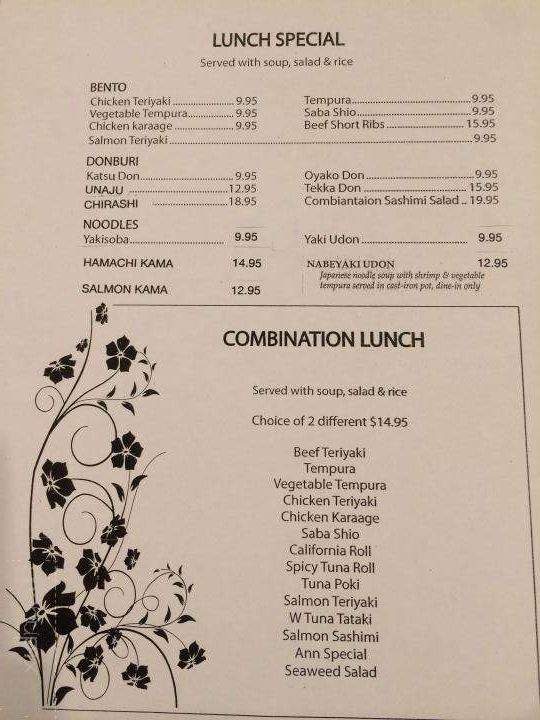 LUNCH SPECIAL
Served with soup, salad & rice
BENTO
Chicken Teriyaki ..................... 9.95
Tempura..................................... 9.95
Vegetable Tempura............... 9.95
Saba Shio................................... 9.95
Chicken karaage .................... 9.95
Beef Short Ribs ........................ 15.95
Salmon Teriyaki ........................................................................................ 9.95
DONBURI
Katsu Don............................... 9.95
Oyako Don ................................. 9.95
UNAJU ................................ 12.95
Tekka Don ............................... 15.95
CHIRASHI ........................ 18.95
Combiantaion Sashimi Salad .. 19.95
NOODLES
Yakisoba............................... 9.95
Yaki Udon ................................. 9.95
HAMACHI KAMA 14.95
NABEYAKI UDON 12.95
Japanese noodle soup with shrimp & vegetable
tempura served in cast-iron pot, dine-in only
SALMON KAMA 12.95
COMBINATION LUNCH
Served with soup, salad & rice
Choice of 2 different $14.95
Beef Teriyaki
Tempura
Vegetable Tempura
Chicken Teriyaki
Chicken Karaage
Saba Shio
California Roll
Spicy Tuna Roll
Tuna Poki
Salmon Teriyaki
W Tuna Tataki
Salmon Sashimi
Ann Special
Seaweed Salad